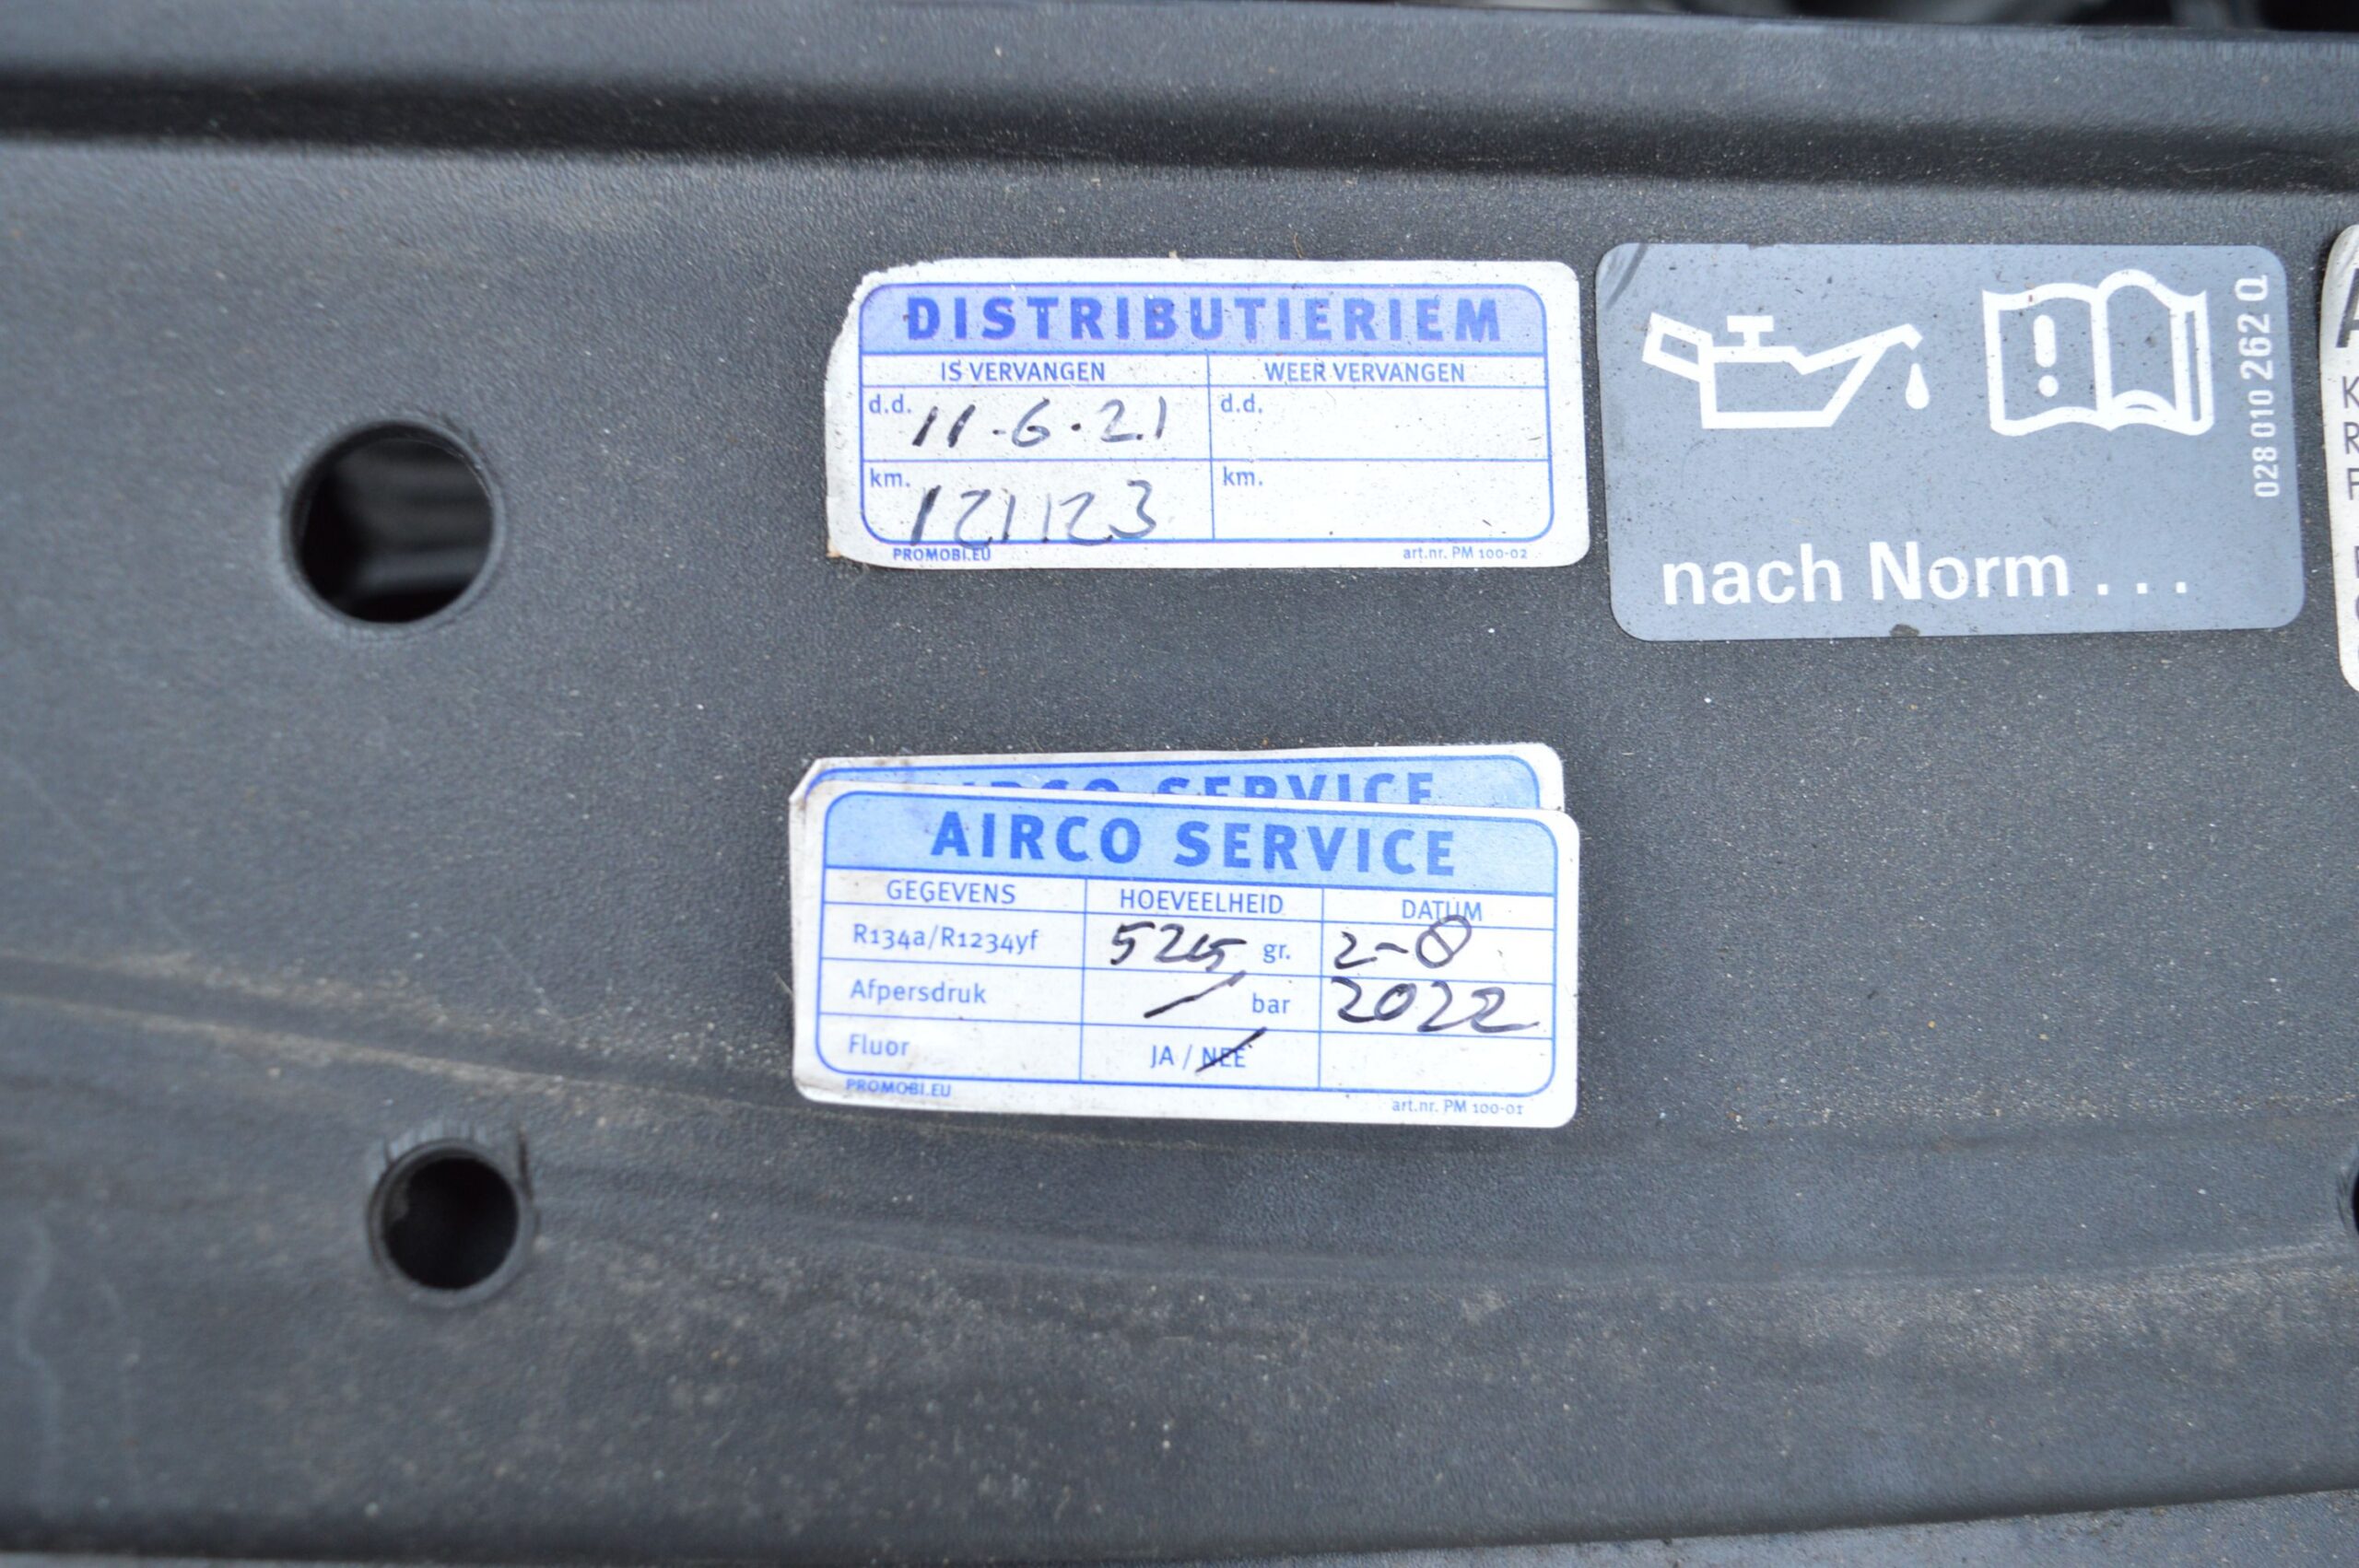 DISTRIBUTIERIEM
IS VERVANGEN WEER VERVANGEN
d.d. 11-6-21 d.d.
km. 121123 km.
PROMOBI.EU art.nr. PM 100-02
028 010 262 Q
nach Norm . . .
AIRCO SERVICE
AIRCO SERVICE
GEGEVENS HOEVEELHEID DATUM
R134a/R1234yf 525 gr. 2-8
Afpersdruk / bar 2022
Fluor JA / NEE
PROMOBI.EU art.nr. PM 100-01